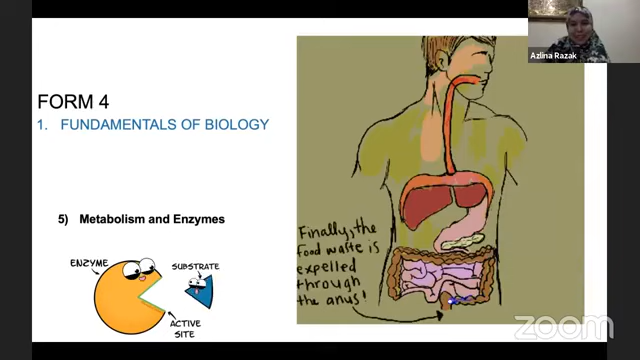 Azlina Razak
FORM 4
1. FUNDAMENTALS OF BIOLOGY
5) Metabolism and Enzymes
ENZYME
SUBSTRATE
ACTIVE
SITE
Finally, the
food waste is
expelled
through
the anus!
zoom